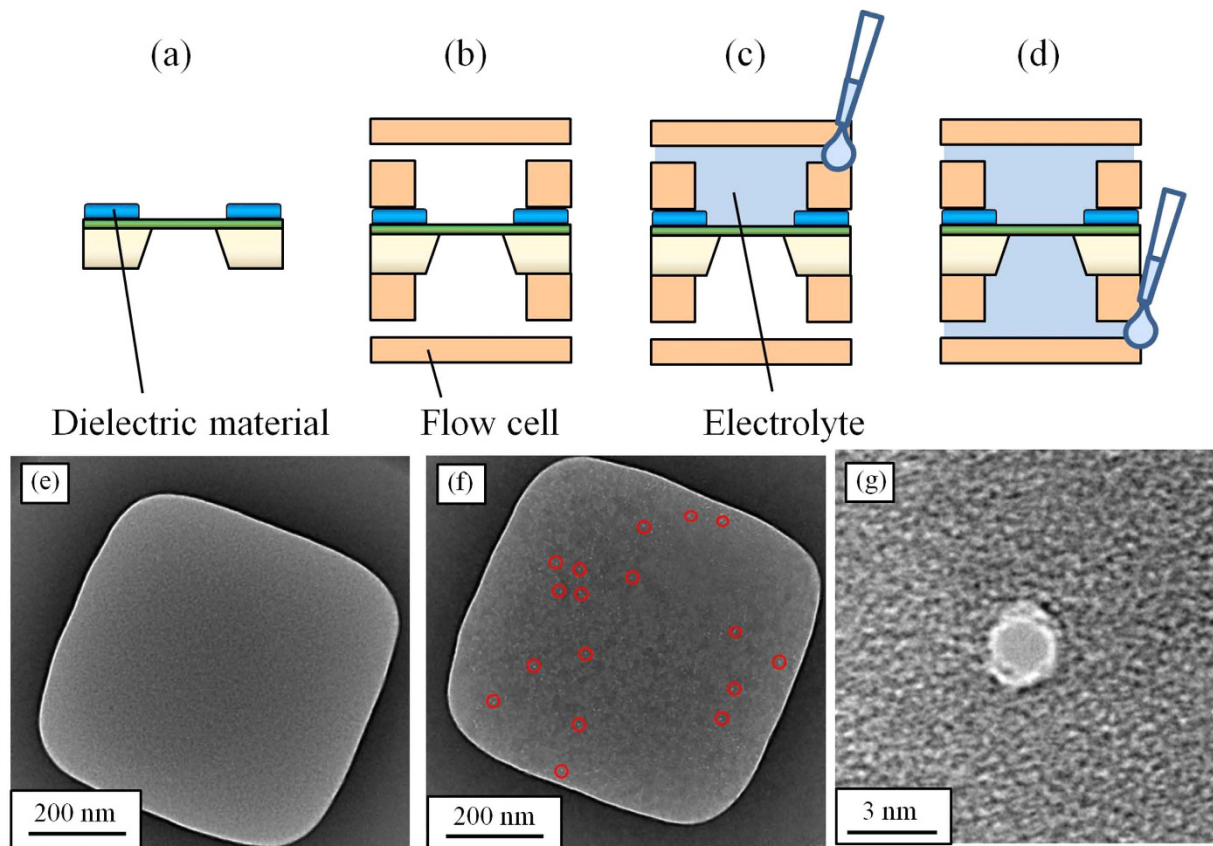 (a) (b) (c) (d)
Dielectric material Flow cell Electrolyte
(e) (f) (g)
200 nm 200 nm 3 nm